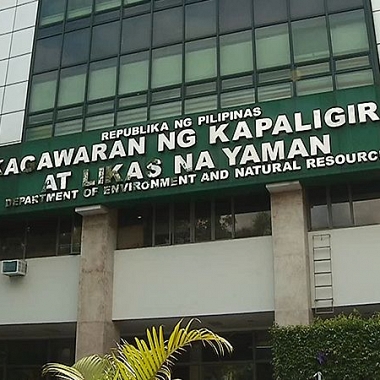 REPUBLIKA NG PILIPINAS
KAGAWARAN NG KAPALIGIR
AT LIKAS NA YAMAN
DEPARTMENT OF ENVIRONMENT AND NATURAL RESOURC